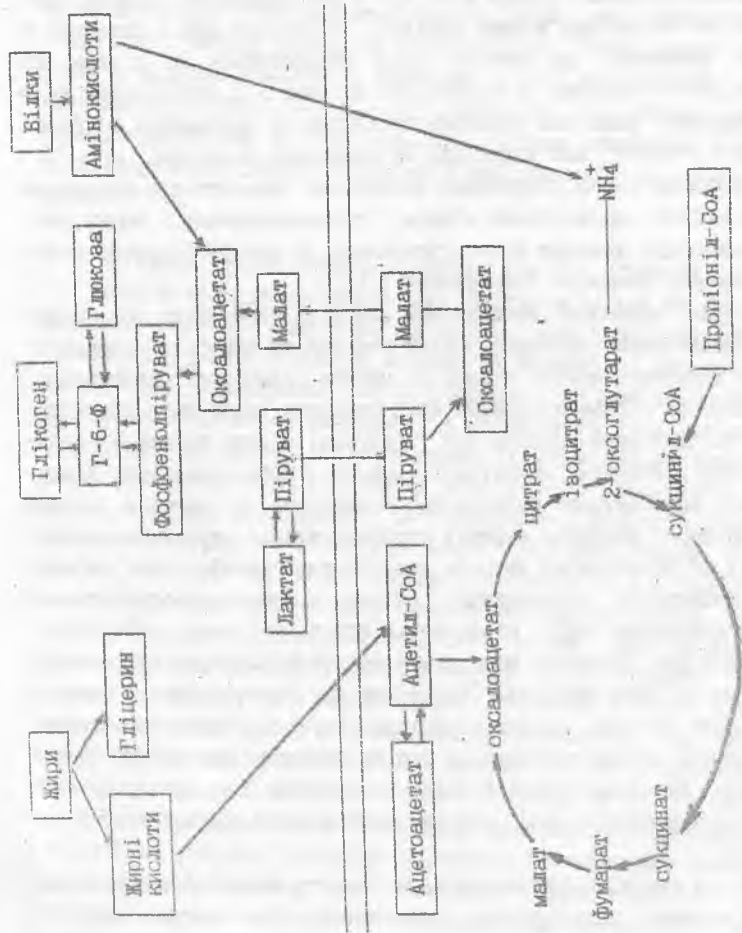 Жири
Глікоген
Білки
Жирні
кислоти
Гліцерин
Г-6-Ф
Глюкоза
Амінокислоти
Фосфоенолпіруват
Оксалоацетат
Лактат
Піруват
Малат
Ацетоацетат
Ацетил-СоА
Піруват
Малат
оксалоацетат
Оксалоацетат
малат
цитрат
ізоцитрат
фумарат
2-оксоглутарат
NH4+
сукцинат
сукциніл-СоА
Пропіоніл-СоА